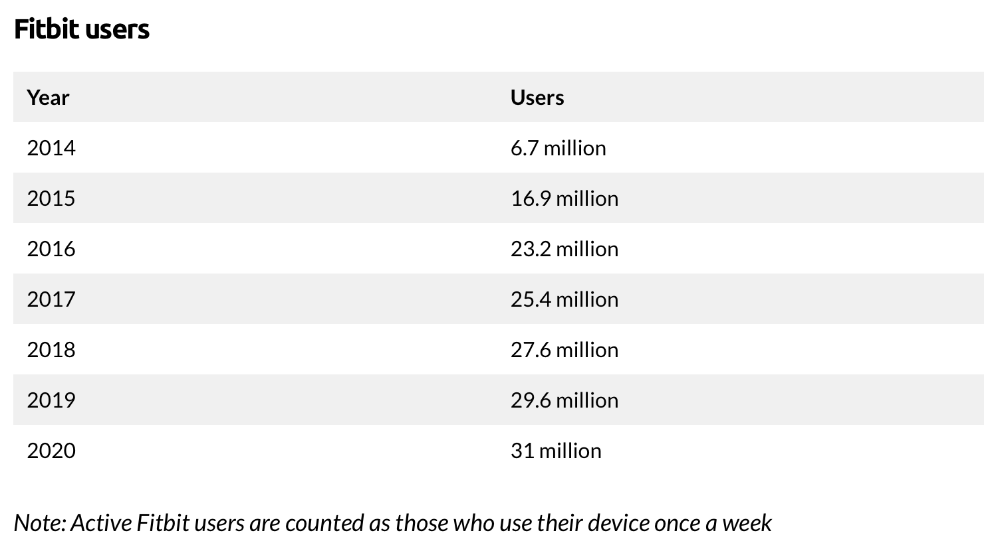 Fitbit users
Year Users
2014 6.7 million
2015 16.9 million
2016 23.2 million
2017 25.4 million
2018 27.6 million
2019 29.6 million
2020 31 million
Note: Active Fitbit users are counted as those who use their device once a week